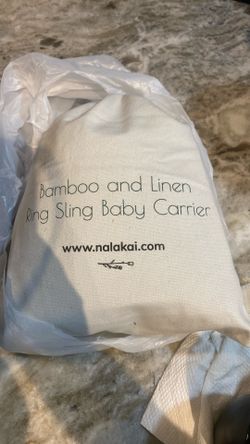 Bamboo and Linen
Ring Sling Baby Carrier
www.nalakai.com